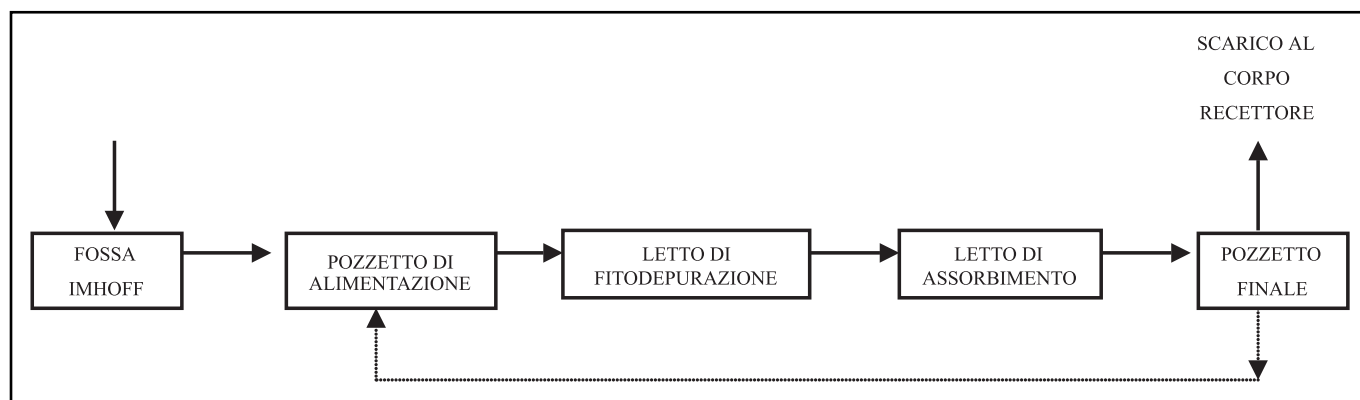 SCARICO AL
CORPO
RECETTORE
FOSSA
IMHOFF
POZZETTO DI
ALIMENTAZIONE
LETTO DI
FITODEPURAZIONE
LETTO DI
ASSORBIMENTO
POZZETTO
FINALE